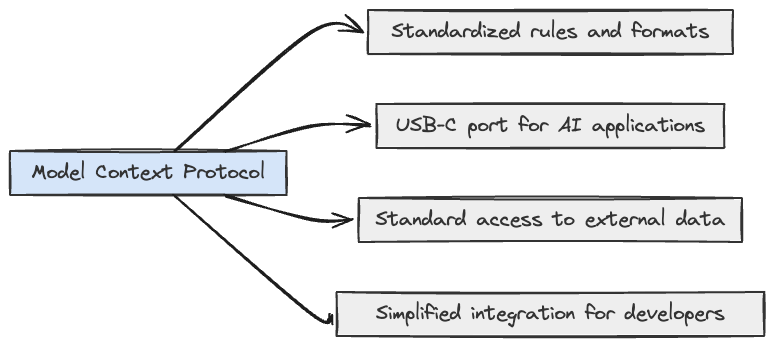 Standardized rules and formats
USB-C port for AI applications
Model Context Protocol
Standard access to external data
Simplified integration for developers